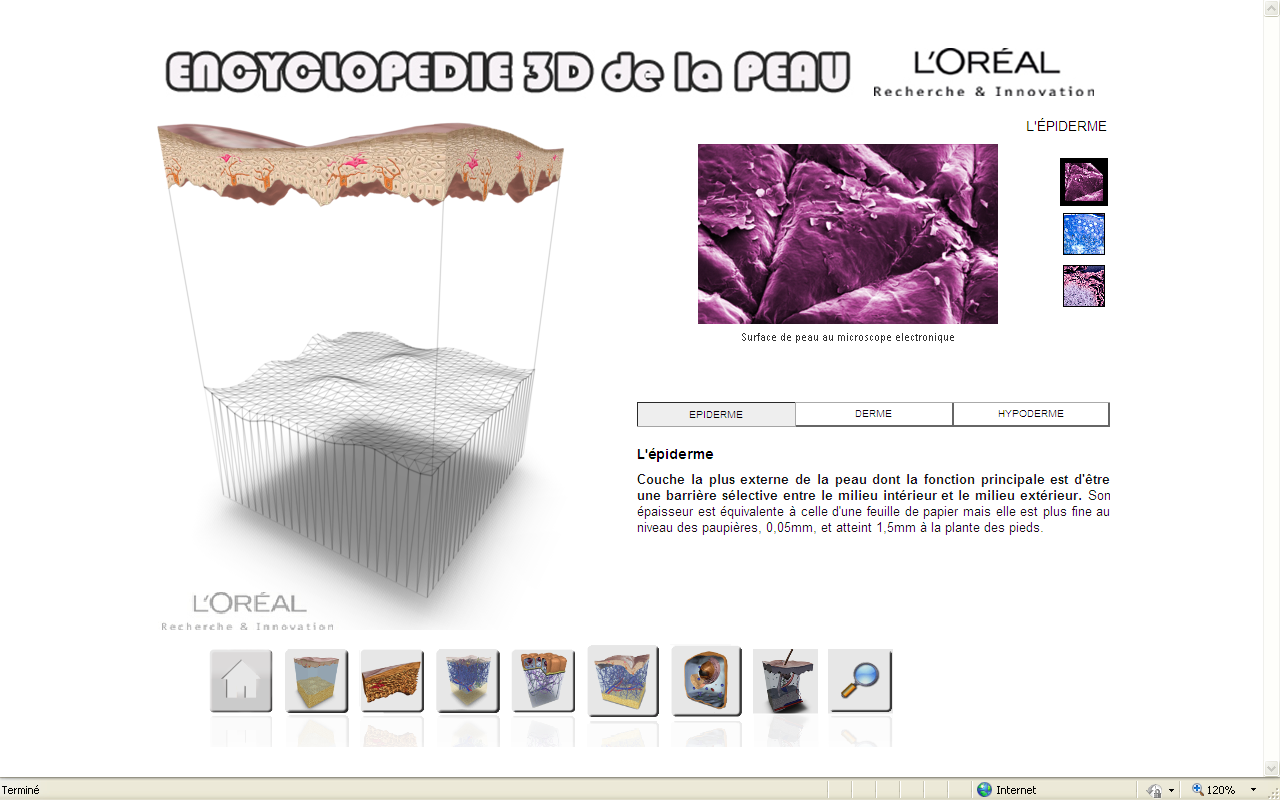 ENCYCLOPEDIE 3D de la PEAU
L'ORÉAL
Recherche & Innovation
L'ÉPIDERME
Surface de peau au microscope electronique
EPIDERME
DERME
HYPODERME
L'épiderme
Couche la plus externe de la peau dont la fonction principale est d'être
une barrière sélective entre le milieu intérieur et le milieu extérieur. Son
épaisseur est équivalente à celle d'une feuille de papier mais elle est plus fine au
niveau des paupières, 0,05mm, et atteint 1,5mm à la plante des pieds.
L'ORÉAL
Recherche & Innovation
Terminé
Internet
120%